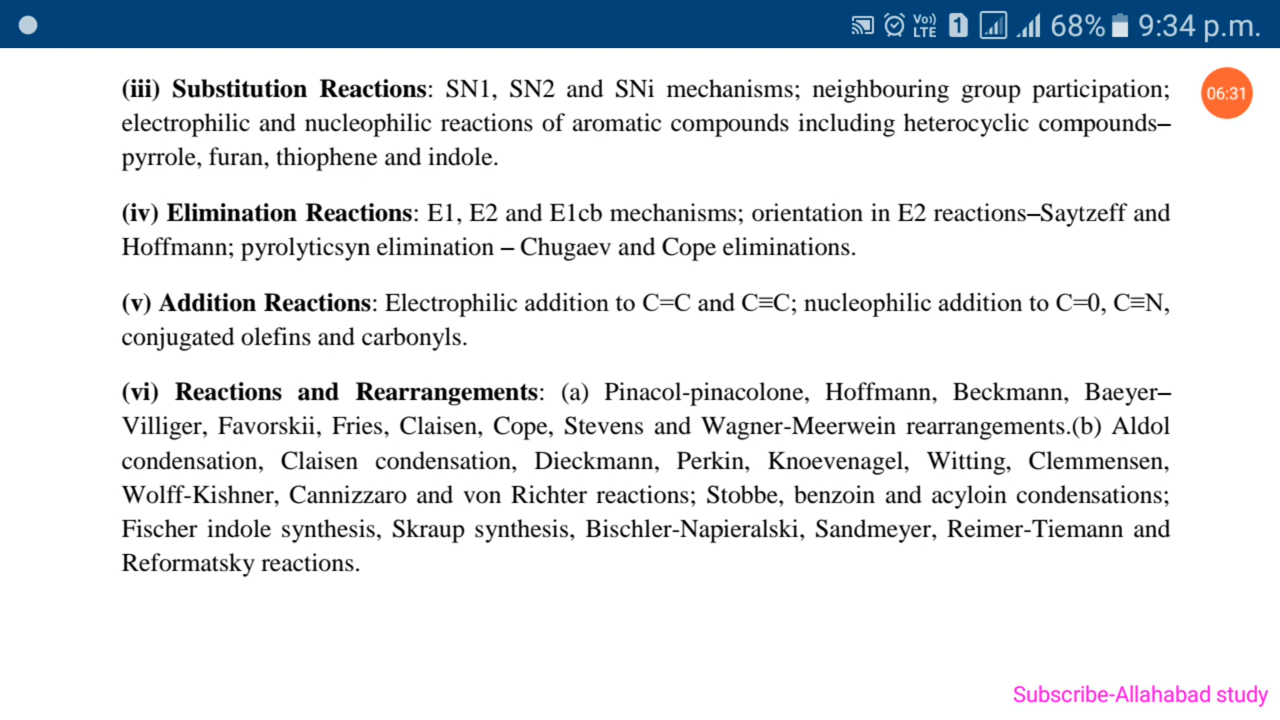 Vo)) LTE 1 68% 9:34 p.m.
(iii) Substitution Reactions: SN1, SN2 and SNi mechanisms; neighbouring group participation;
06:31
electrophilic and nucleophilic reactions of aromatic compounds including heterocyclic compounds–
pyrrole, furan, thiophene and indole.
(iv) Elimination Reactions: E1, E2 and E1cb mechanisms; orientation in E2 reactions–Saytzeff and
Hoffmann; pyrolyticsyn elimination – Chugaev and Cope eliminations.
(v) Addition Reactions: Electrophilic addition to C=C and C≡C; nucleophilic addition to C=0, C≡N,
conjugated olefins and carbonyls.
(vi) Reactions and Rearrangements: (a) Pinacol-pinacolone, Hoffmann, Beckmann, Baeyer–
Villiger, Favorskii, Fries, Claisen, Cope, Stevens and Wagner-Meerwein rearrangements.(b) Aldol
condensation, Claisen condensation, Dieckmann, Perkin, Knoevenagel, Witting, Clemmensen,
Wolff-Kishner, Cannizzaro and von Richter reactions; Stobbe, benzoin and acyloin condensations;
Fischer indole synthesis, Skraup synthesis, Bischler-Napieralski, Sandmeyer, Reimer-Tiemann and
Reformatsky reactions.
Subscribe-Allahabad study